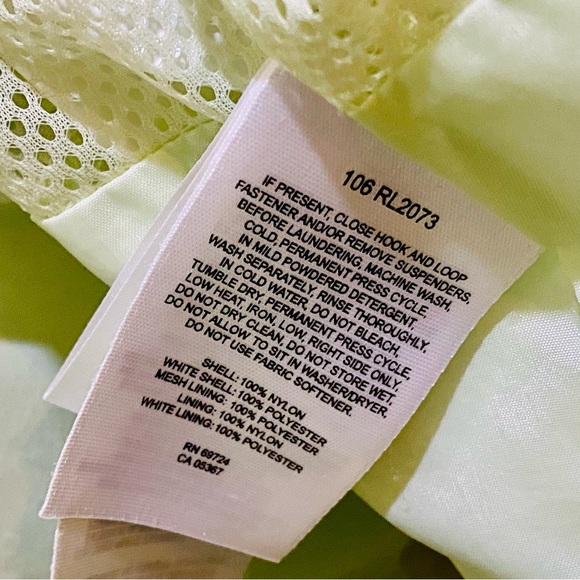 106 RL2073
IF PRESENT, CLOSE HOOK AND LOOP
FASTENER AND/OR REMOVE SUSPENDERS,
BEFORE LAUNDERING, MACHINE WASH,
COLD, PERMANENT PRESS CYCLE
IN MILD POWDERED DETERGENT,
WASH SEPARATELY, RINSE THOROUGHLY,
IN COLD WATER, DO NOT BLEACH,
TUMBLE DRY, PERMANENT PRESS CYCLE,
LOW HEAT, IRON, LOW, RIGHT SIDE ONLY.
DO NOT DRY CLEAN, DO NOT STORE WET,
DO NOT ALLOW TO SIT IN WASHER/DRYER.
DO NOT USE FABRIC SOFTENER.
SHELL: 100% NYLON
WHITE SHELL: 100% POLYESTER
MESH LINING: 100% POLYESTER
LINING: 100% NYLON
WHITE LINING: 100% POLYESTER
RN 69724
CA 05367